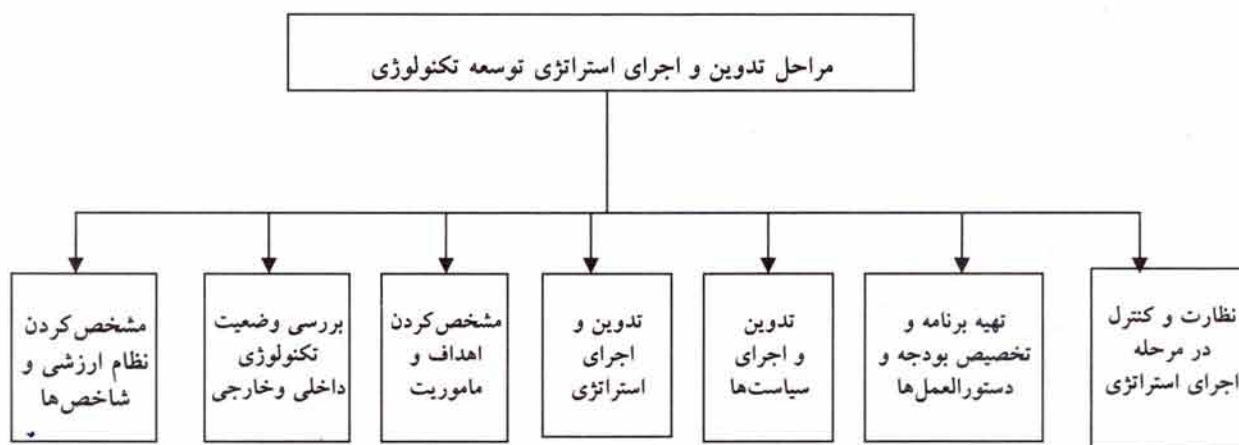 مراحل تدوین و اجرای استراتژی توسعه تکنولوژی
نظارت و کنترل
در مرحله
اجرای استراتژی
تهیه برنامه و
تخصیص بودجه و
دستورالعمل‌ها
تدوین
و اجرای
سیاست‌ها
تدوین و
اجرای
استراتژی
مشخص‌کردن
اهداف و
ماموریت
بررسی وضعیت
تکنولوژی
داخلی وخارجی
مشخص‌کردن
نظام ارزشی و
شاخص‌ها